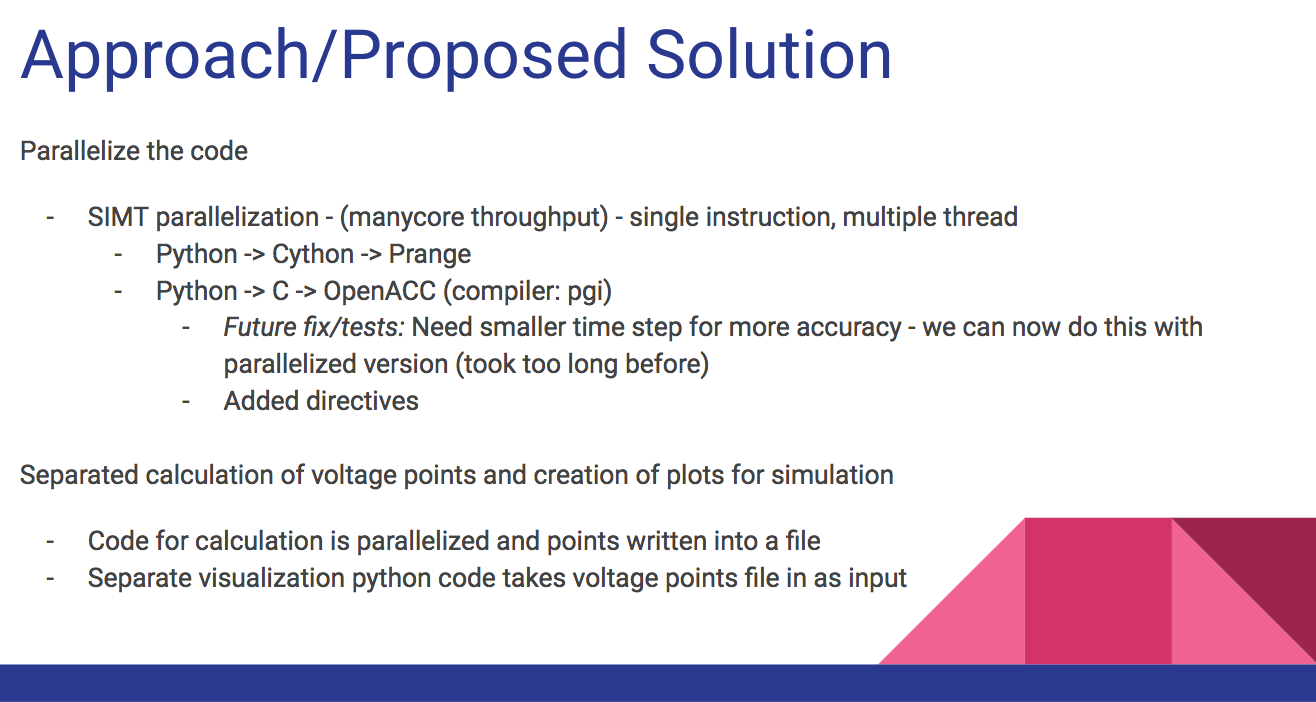 Approach/Proposed Solution
Parallelize the code
- SIMT parallelization - (manycore throughput) - single instruction, multiple thread
- Python -> Cython -> Prange
- Python -> C -> OpenACC (compiler: pgi)
- Future fix/tests: Need smaller time step for more accuracy - we can now do this with
parallelized version (took too long before)
- Added directives
Separated calculation of voltage points and creation of plots for simulation
- Code for calculation is parallelized and points written into a file
- Separate visualization python code takes voltage points file in as input